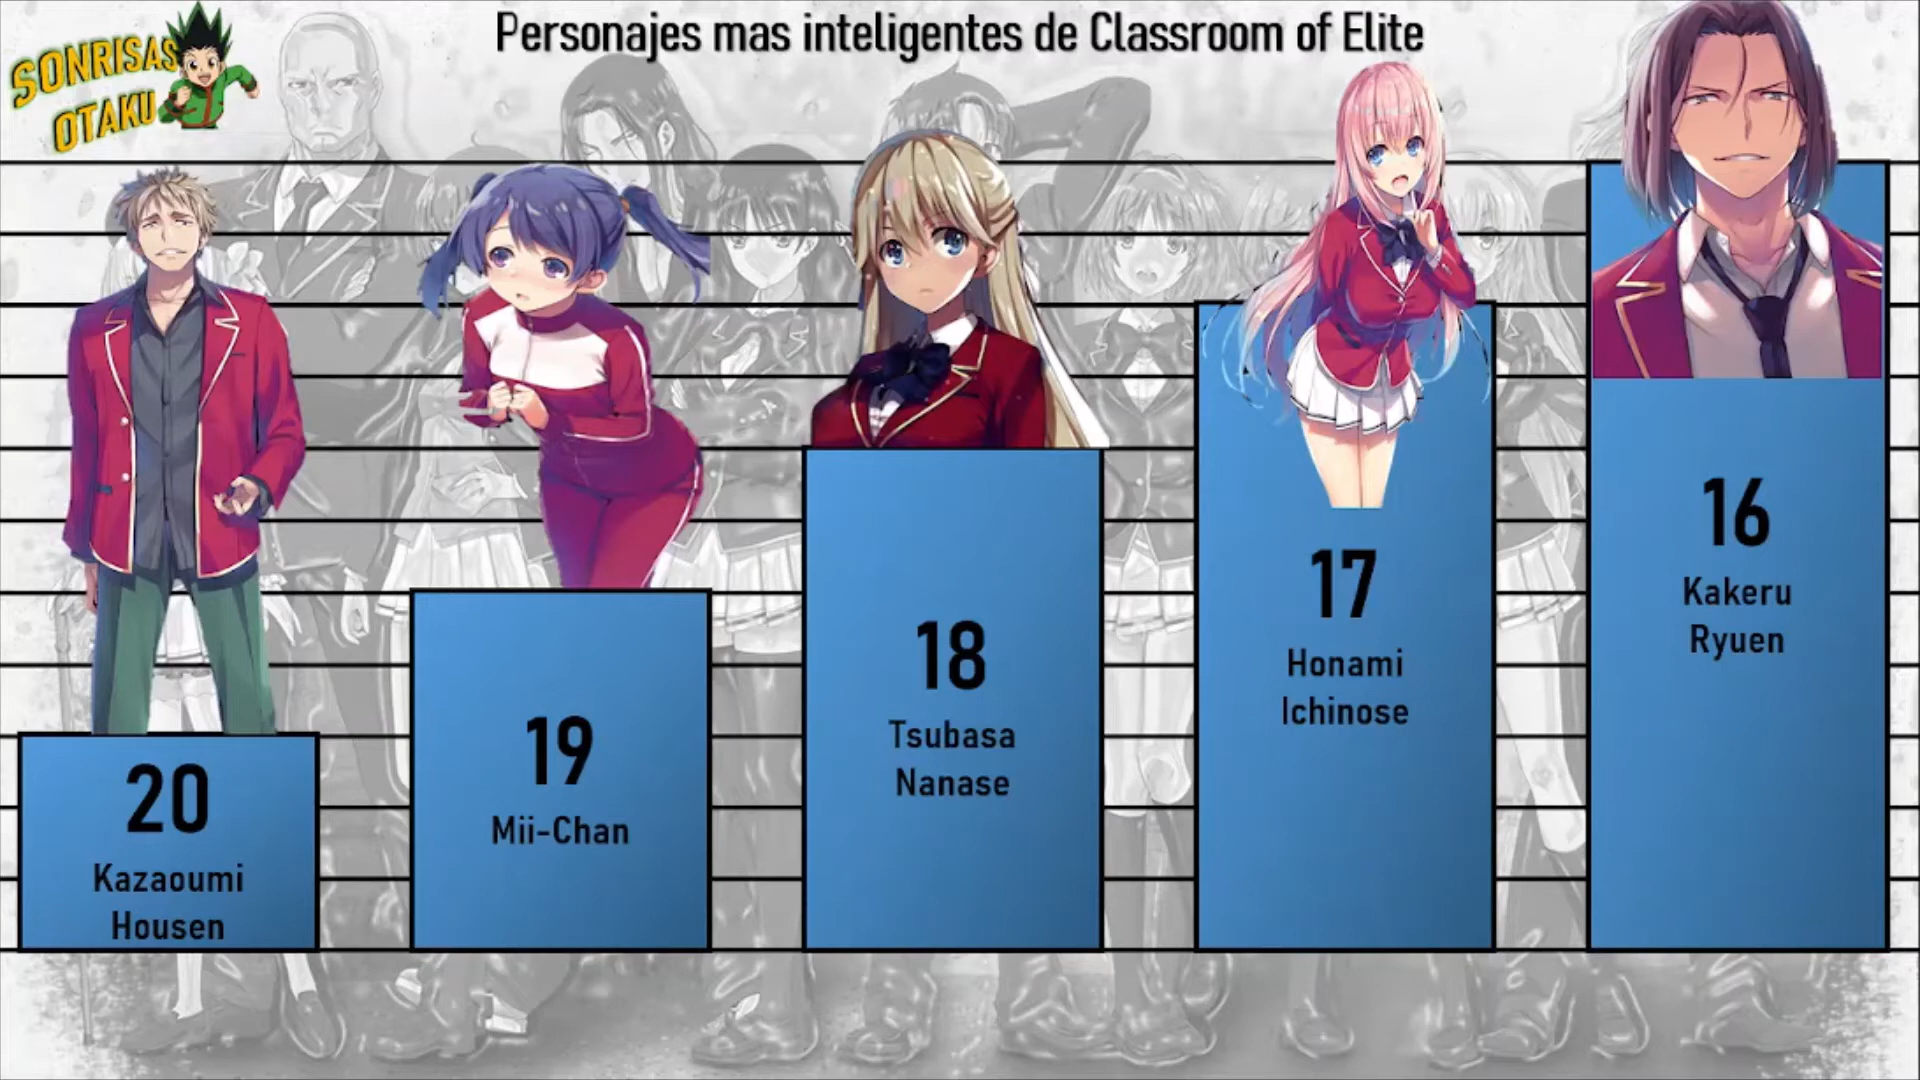 SONRISAS
OTAKU
Personajes mas inteligentes de Classroom of Elite
20
Kazaoumi
Housen
19
Mii-Chan
18
Tsubasa
Nanase
17
Honami
Ichinose
16
Kakeru
Ryuen